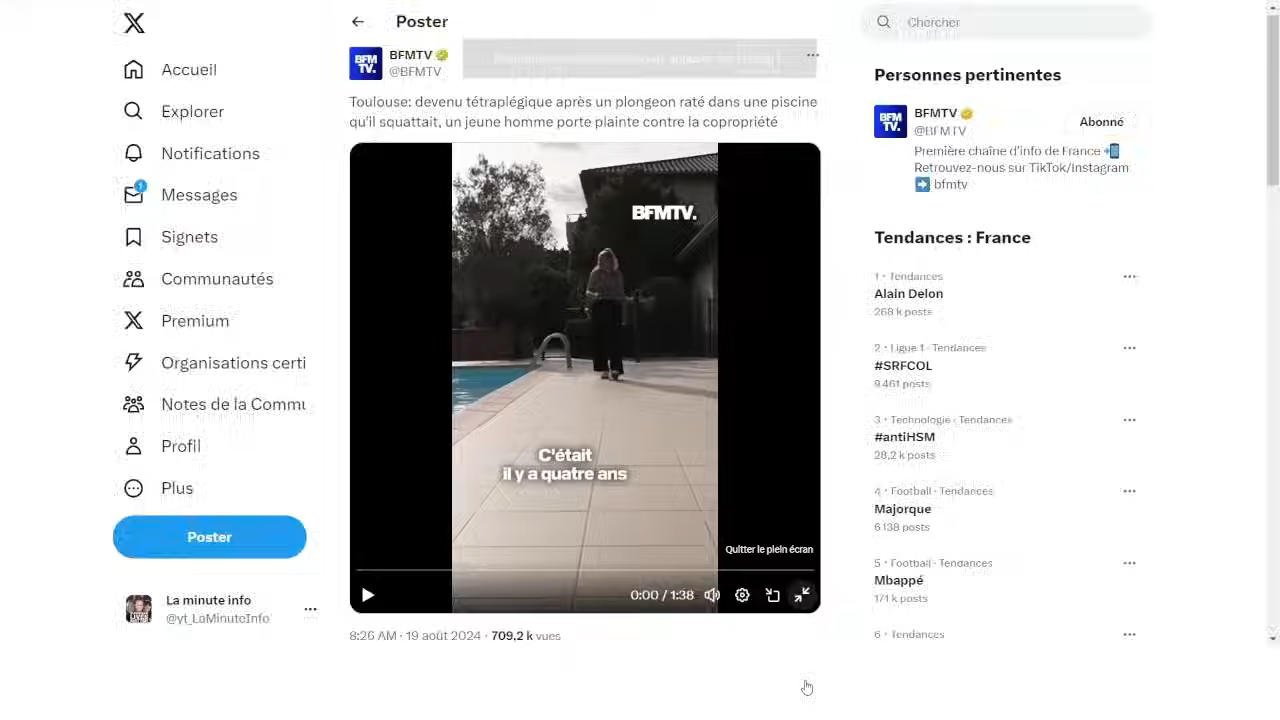 Accueil
Explorer
Notifications
1
Messages
Signets
Communautés
Premium
Organisations certi
Notes de la Commu
Profil
Plus
Poster
La minute info
@yt_LaMinuteInfo
Poster
BFM
TV.
BFMTV
@BFMTV
Toulouse: devenu tétraplégique après un plongeon raté dans une piscine
qu'il squattait, un jeune homme porte plainte contre la copropriété
BFMTV.
C'était
il y a quatre ans
Quitter le plein écran
0:00 / 1:38
8:26 AM · 19 août 2024 · 709,2 k vues
Chercher
Personnes pertinentes
BFM
TV.
BFMTV
@BFMTV
Abonné
Première chaîne d'info de France
Retrouvez-nous sur TikTok/Instagram
bfmtv
Tendances : France
1 · Tendances
Alain Delon
268 k posts
2 · Ligue 1 · Tendances
#SRFCOL
9 461 posts
3 · Technologie · Tendances
#antiHSM
28,2 k posts
4 · Football · Tendances
Majorque
6 138 posts
5 · Football · Tendances
Mbappé
171 k posts
6 · Tendances